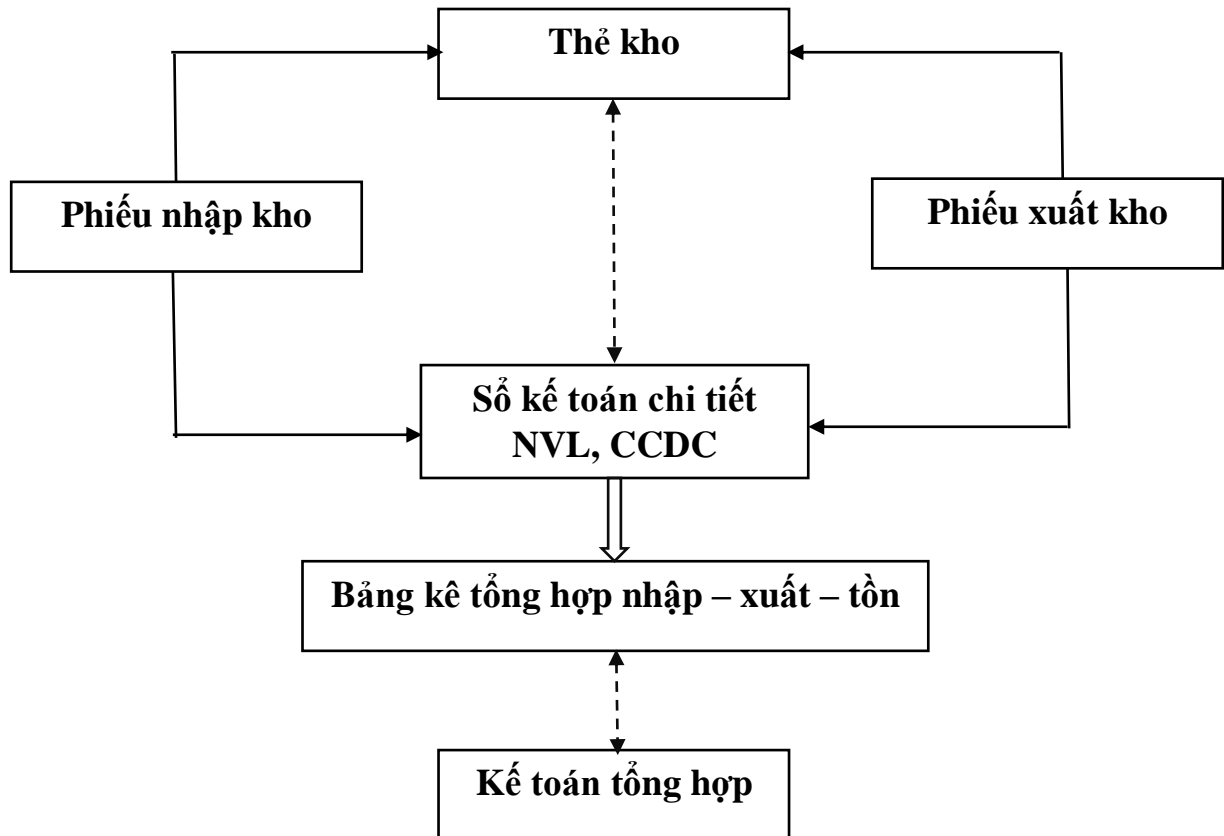 Thẻ kho
Phiếu nhập kho
Phiếu xuất kho
Sổ kế toán chi tiết
NVL, CCDC
Bảng kê tổng hợp nhập – xuất – tồn
Kế toán tổng hợp